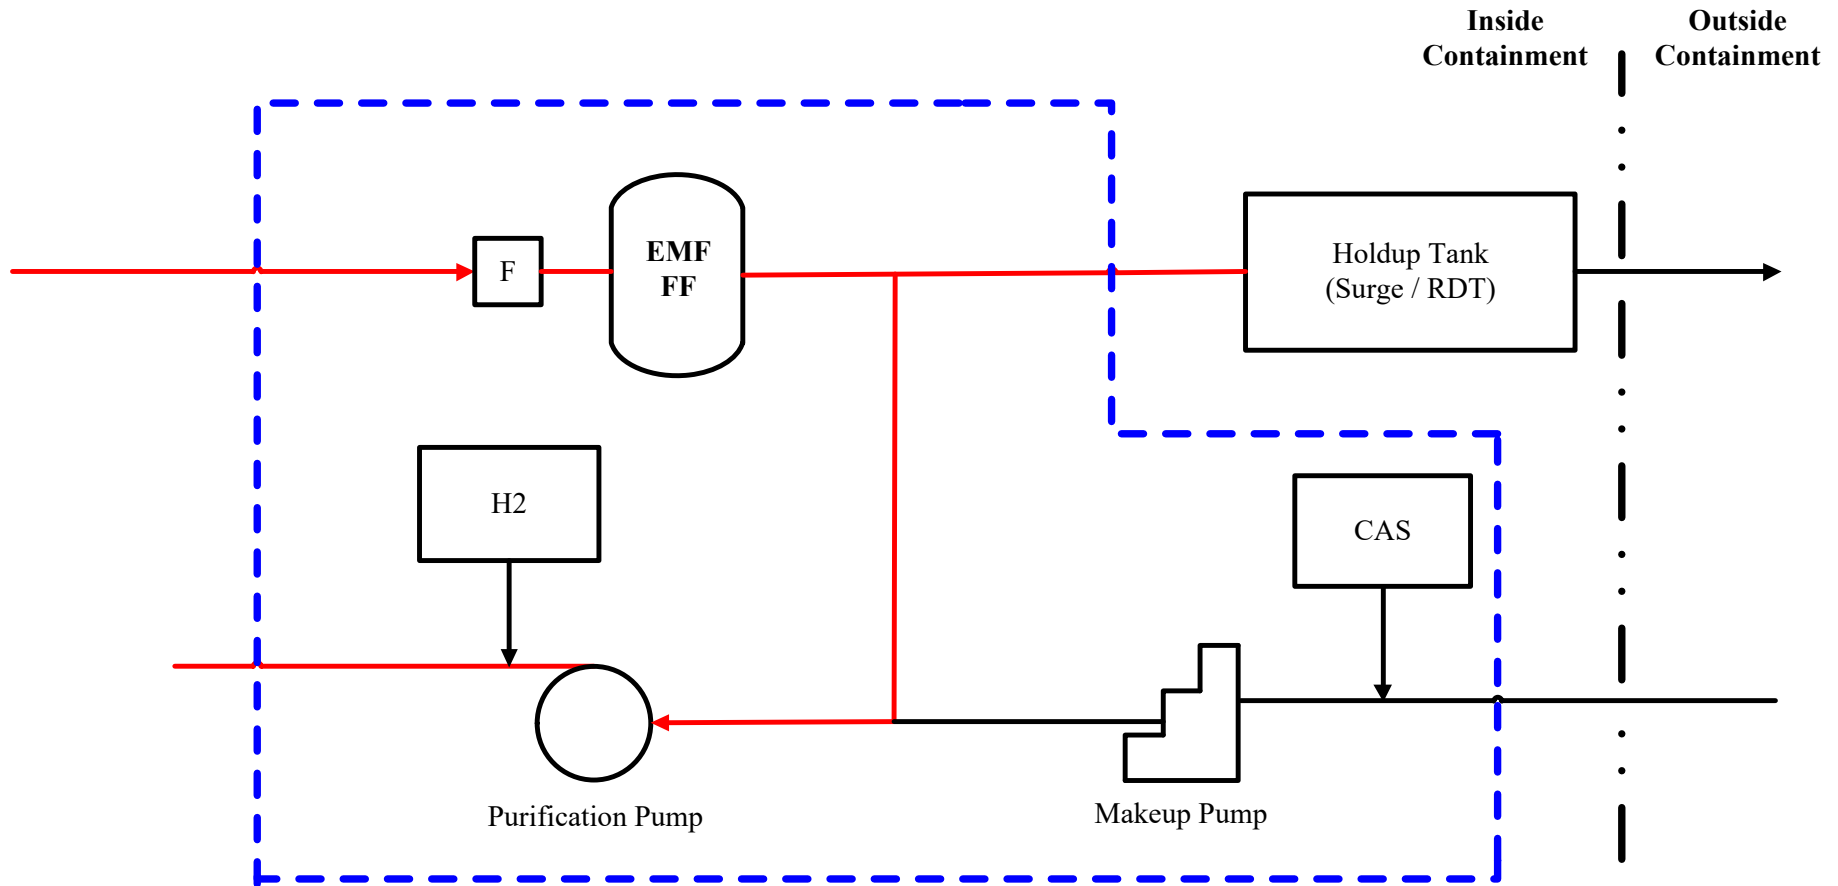 Inside
Containment
Outside
Containment
F
EMF
FF
Holdup Tank
(Surge / RDT)
H2
CAS
Purification Pump
Makeup Pump